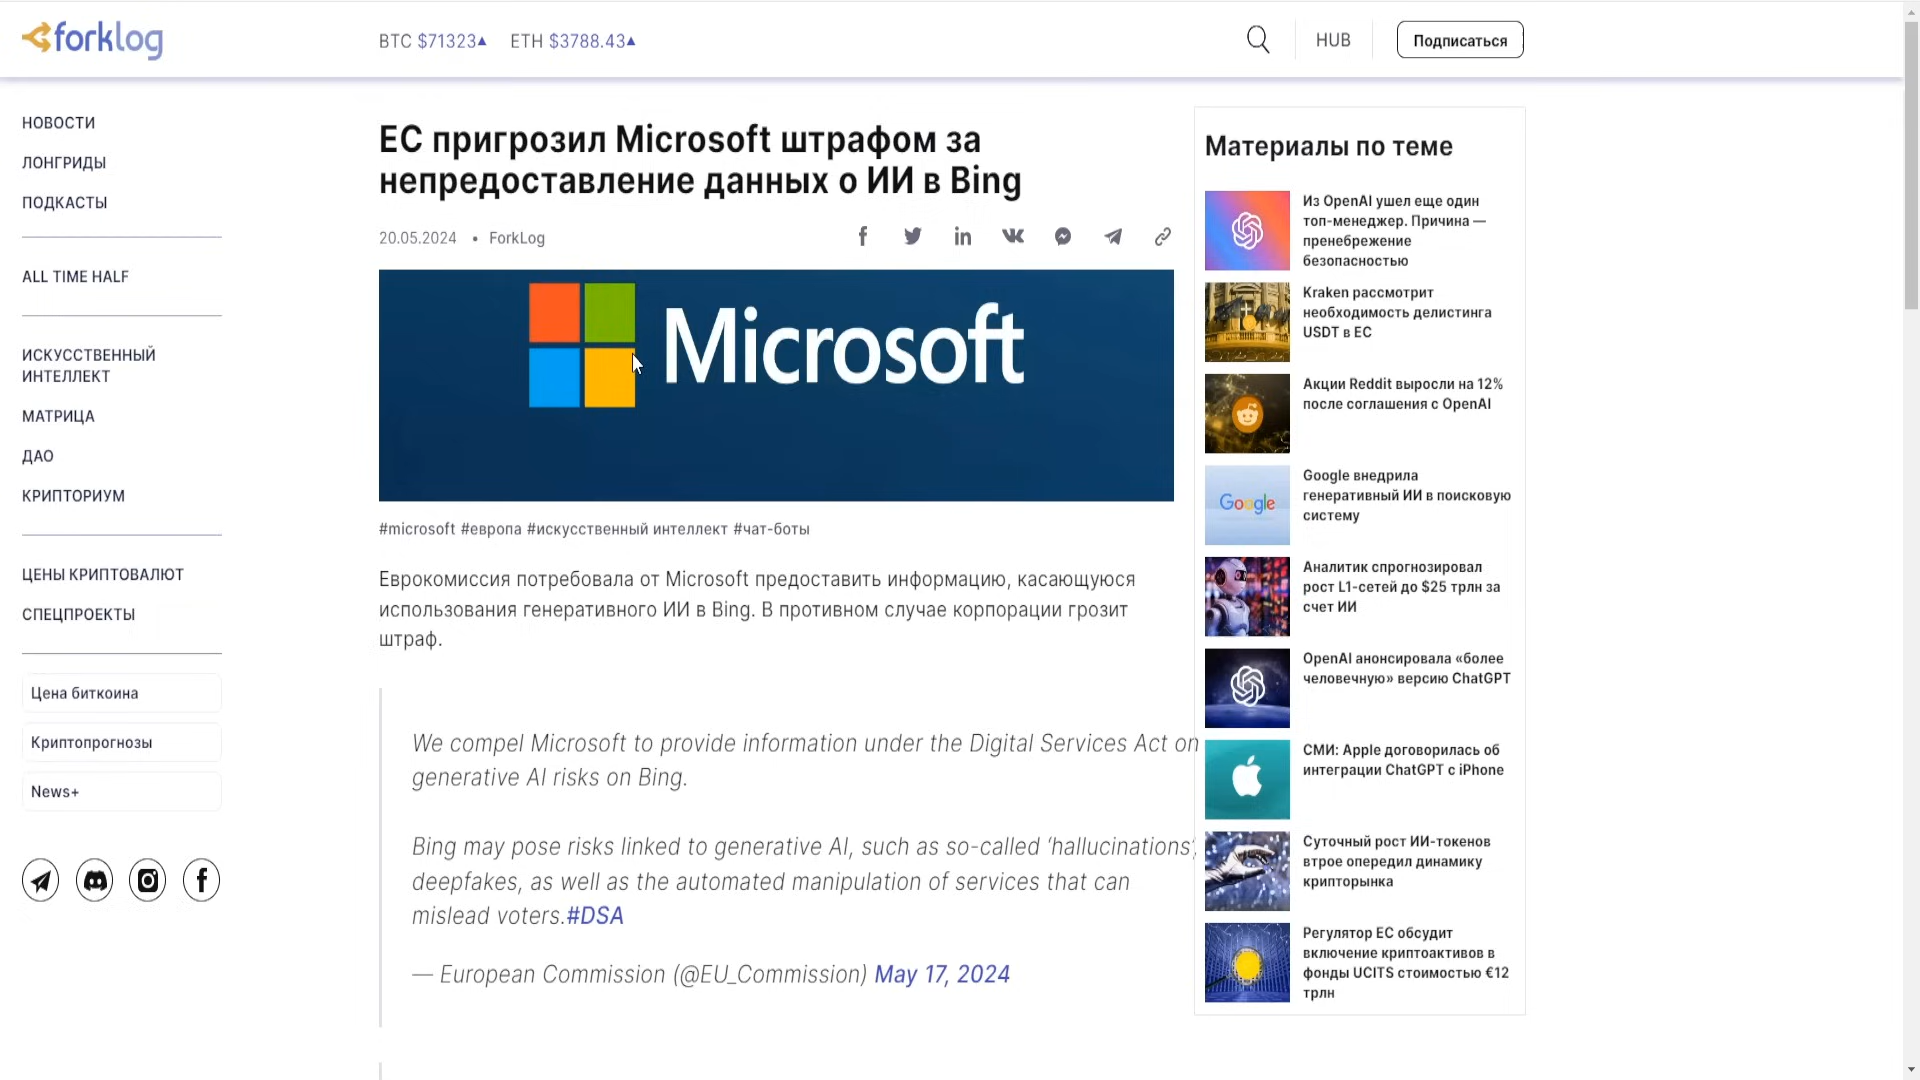 forklog
BTC $71323▲ ETH $3788.43▲
HUB
Подписаться
НОВОСТИ
ЛОНГРИДЫ
ПОДКАСТЫ
ALL TIME HALF
ИСКУССТВЕННЫЙ
ИНТЕЛЛЕКТ
МАТРИЦА
ДАО
КРИПТОРИУМ
ЦЕНЫ КРИПТОВАЛЮТ
СПЕЦПРОЕКТЫ
Цена биткоина
Криптопрогнозы
News+
ЕС пригрозил Microsoft штрафом за
непредоставление данных о ИИ в Bing
20.05.2024 • ForkLog
Microsoft
#microsoft #европа #искусственный интеллект #чат-боты
Еврокомиссия потребовала от Microsoft предоставить информацию, касающуюся
использования генеративного ИИ в Bing. В противном случае корпорации грозит
штраф.
We compel Microsoft to provide information under the Digital Services Act on
generative AI risks on Bing.
Bing may pose risks linked to generative AI, such as so-called ‘hallucinations’,
deepfakes, as well as the automated manipulation of services that can
mislead voters.#DSA
— European Commission (@EU_Commission) May 17, 2024
Материалы по теме
Из OpenAI ушел еще один
топ-менеджер. Причина —
пренебрежение
безопасностью
Kraken рассмотрит
необходимость делистинга
USDT в ЕС
Акции Reddit выросли на 12%
после соглашения с OpenAI
Google
Google внедрила
генеративный ИИ в поисковую
систему
Аналитик спрогнозировал
рост L1-сетей до $25 трлн за
счет ИИ
OpenAI анонсировала «более
человечную» версию ChatGPT
СМИ: Apple договорилась об
интеграции ChatGPT с iPhone
Суточный рост ИИ-токенов
втрое опередил динамику
крипторынка
Регулятор ЕС обсудит
включение криптоактивов в
фонды UCITS стоимостью €12
трлн